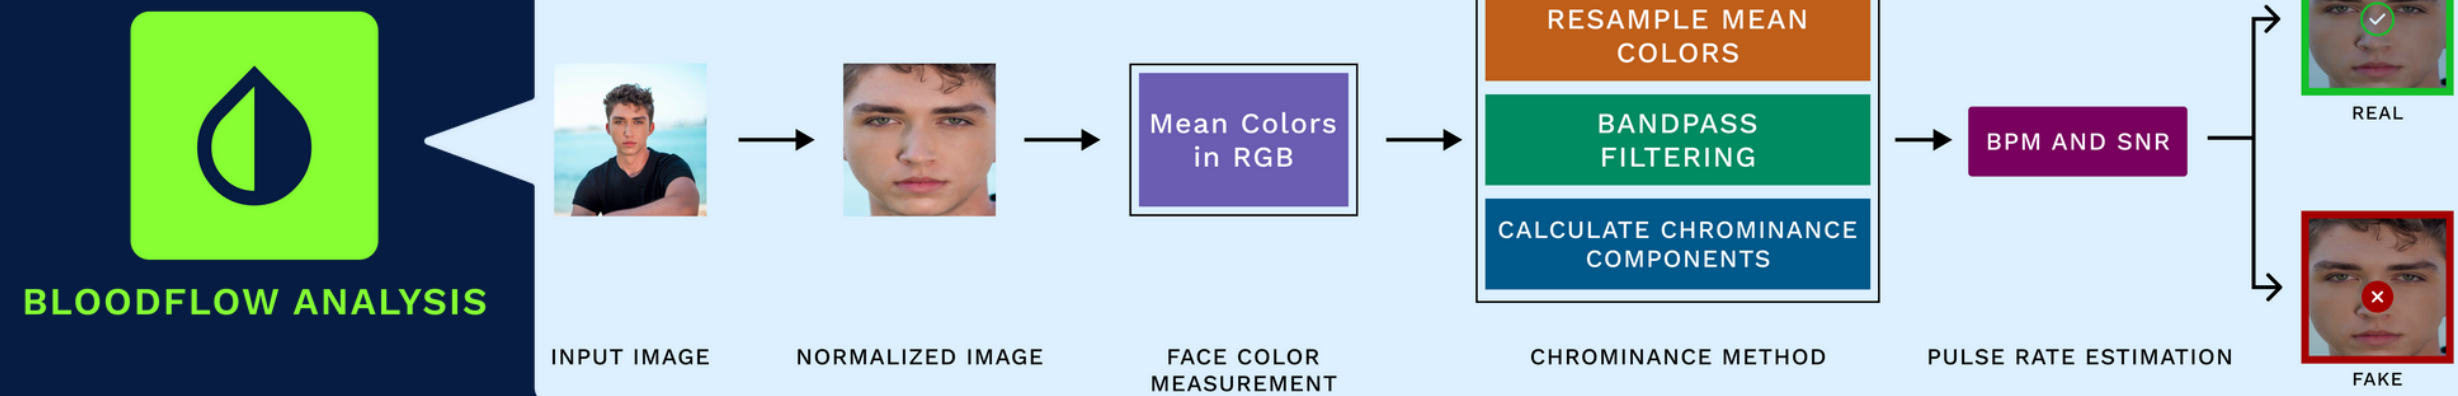 BLOODFLOW ANALYSIS
INPUT IMAGE
NORMALIZED IMAGE
Mean Colors
in RGB
FACE COLOR
MEASUREMENT
RESAMPLE MEAN
COLORS
BANDPASS
FILTERING
CALCULATE CHROMINANCE
COMPONENTS
CHROMINANCE METHOD
BPM AND SNR
PULSE RATE ESTIMATION
REAL
FAKE